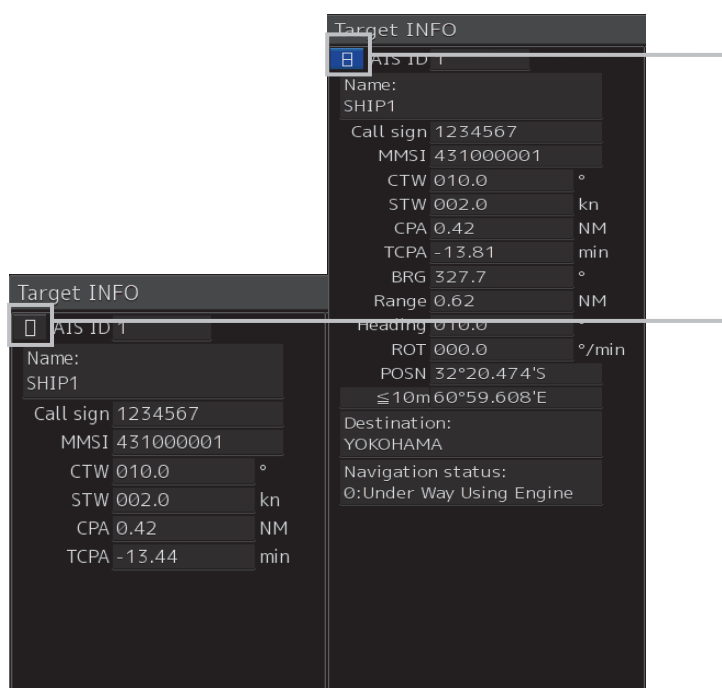 Target INFO
AIS ID 1
Name:
SHIP1
Call sign 1234567
MMSI 431000001
CTW 010.0 °
STW 002.0 kn
CPA 0.42 NM
TCPA -13.81 min
BRG 327.7 °
Range 0.62 NM
Heading 010.0 °
ROT 000.0 °/min
POSN 32°20.474'S
≦10m 60°59.608'E
Destination:
YOKOHAMA
Navigation status:
0:Under Way Using Engine
Target INFO
AIS ID 1
Name:
SHIP1
Call sign 1234567
MMSI 431000001
CTW 010.0 °
STW 002.0 kn
CPA 0.42 NM
TCPA -13.44 min